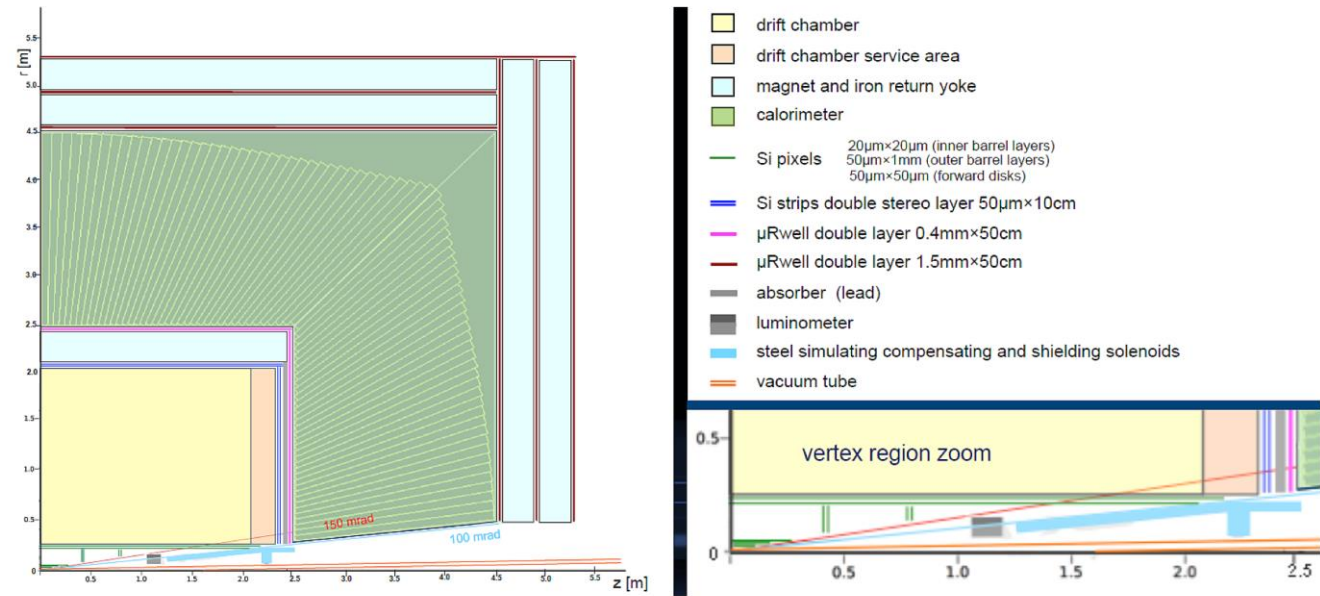 5.5
r [m]
5.0
4.5
4.0
3.5
3.0
2.5
2.0
1.5
1.0
0.5
0
150 mrad
100 mrad
0.5
1.0
1.5
2.0
2.5
3.0
3.5
4.0
4.5
5.0
5.5
z [m]
drift chamber
drift chamber service area
magnet and iron return yoke
calorimeter
Si pixels
20µm×20µm (inner barrel layers)
50µm×1mm (outer barrel layers)
50µm×50µm (forward disks)
Si strips double stereo layer 50µm×10cm
µRwell double layer 0.4mm×50cm
µRwell double layer 1.5mm×50cm
absorber (lead)
luminometer
steel simulating compensating and shielding solenoids
vacuum tube
0.5
vertex region zoom
0
0.5
1.0
1.5
2.0
2.5